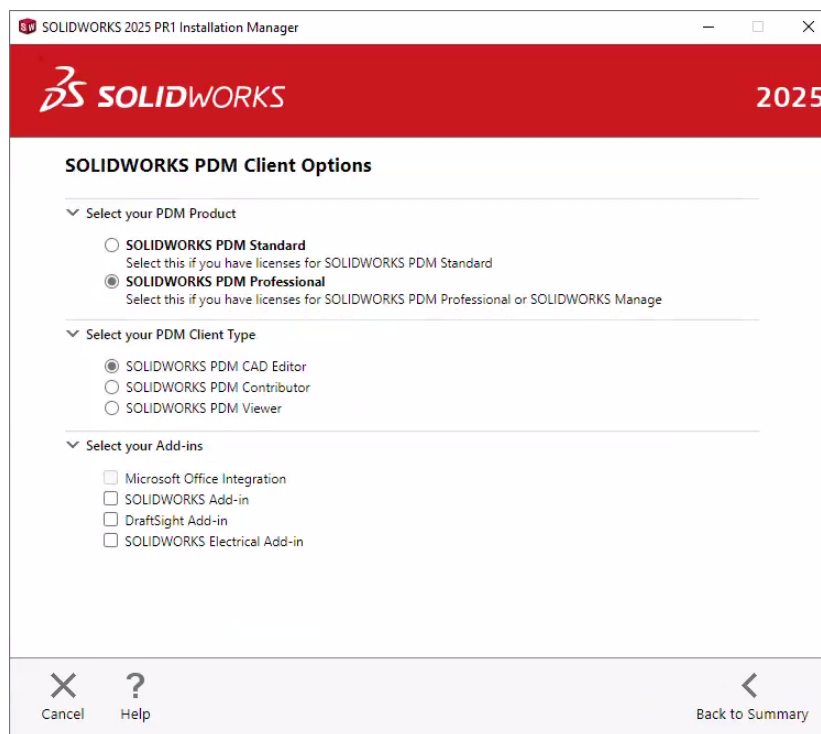 SOLIDWORKS 2025 PR1 Installation Manager
SOLIDWORKS
2025
SOLIDWORKS PDM Client Options
Select your PDM Product
SOLIDWORKS PDM Standard
Select this if you have licenses for SOLIDWORKS PDM Standard
SOLIDWORKS PDM Professional
Select this if you have licenses for SOLIDWORKS PDM Professional or SOLIDWORKS Manage
Select your PDM Client Type
SOLIDWORKS PDM CAD Editor
SOLIDWORKS PDM Contributor
SOLIDWORKS PDM Viewer
Select your Add-ins
Microsoft Office Integration
SOLIDWORKS Add-in
DraftSight Add-in
SOLIDWORKS Electrical Add-in
Cancel
Help
Back to Summary